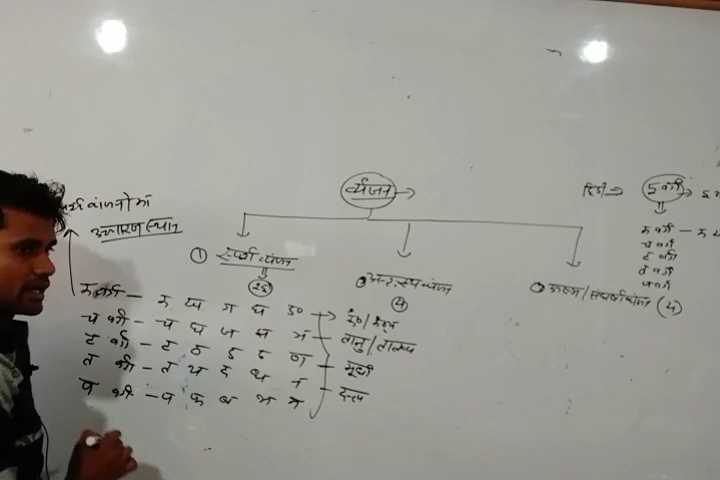 व्यंजन →
हिन्दी → 5 वर्ग →
क वर्ग –
च वर्ग
ट वर्ग
त वर्ग
प वर्ग
स्पर्श व्यंजनों का
उच्चारण स्थान
① स्पर्श व्यंजन
25
② अन्तःस्थ व्यंजन
4
③ ऊष्म/संघर्षी व्यंजन (4)
क वर्ग – क ख ग घ ङ → कंठ/कंठ्य
च वर्ग – च छ ज झ ञ – तालु/तालव्य
ट वर्ग – ट ठ ड ढ ण – मूर्धा
त वर्ग – त थ द ध न – दन्त्य
प वर्ग – प फ ब भ म